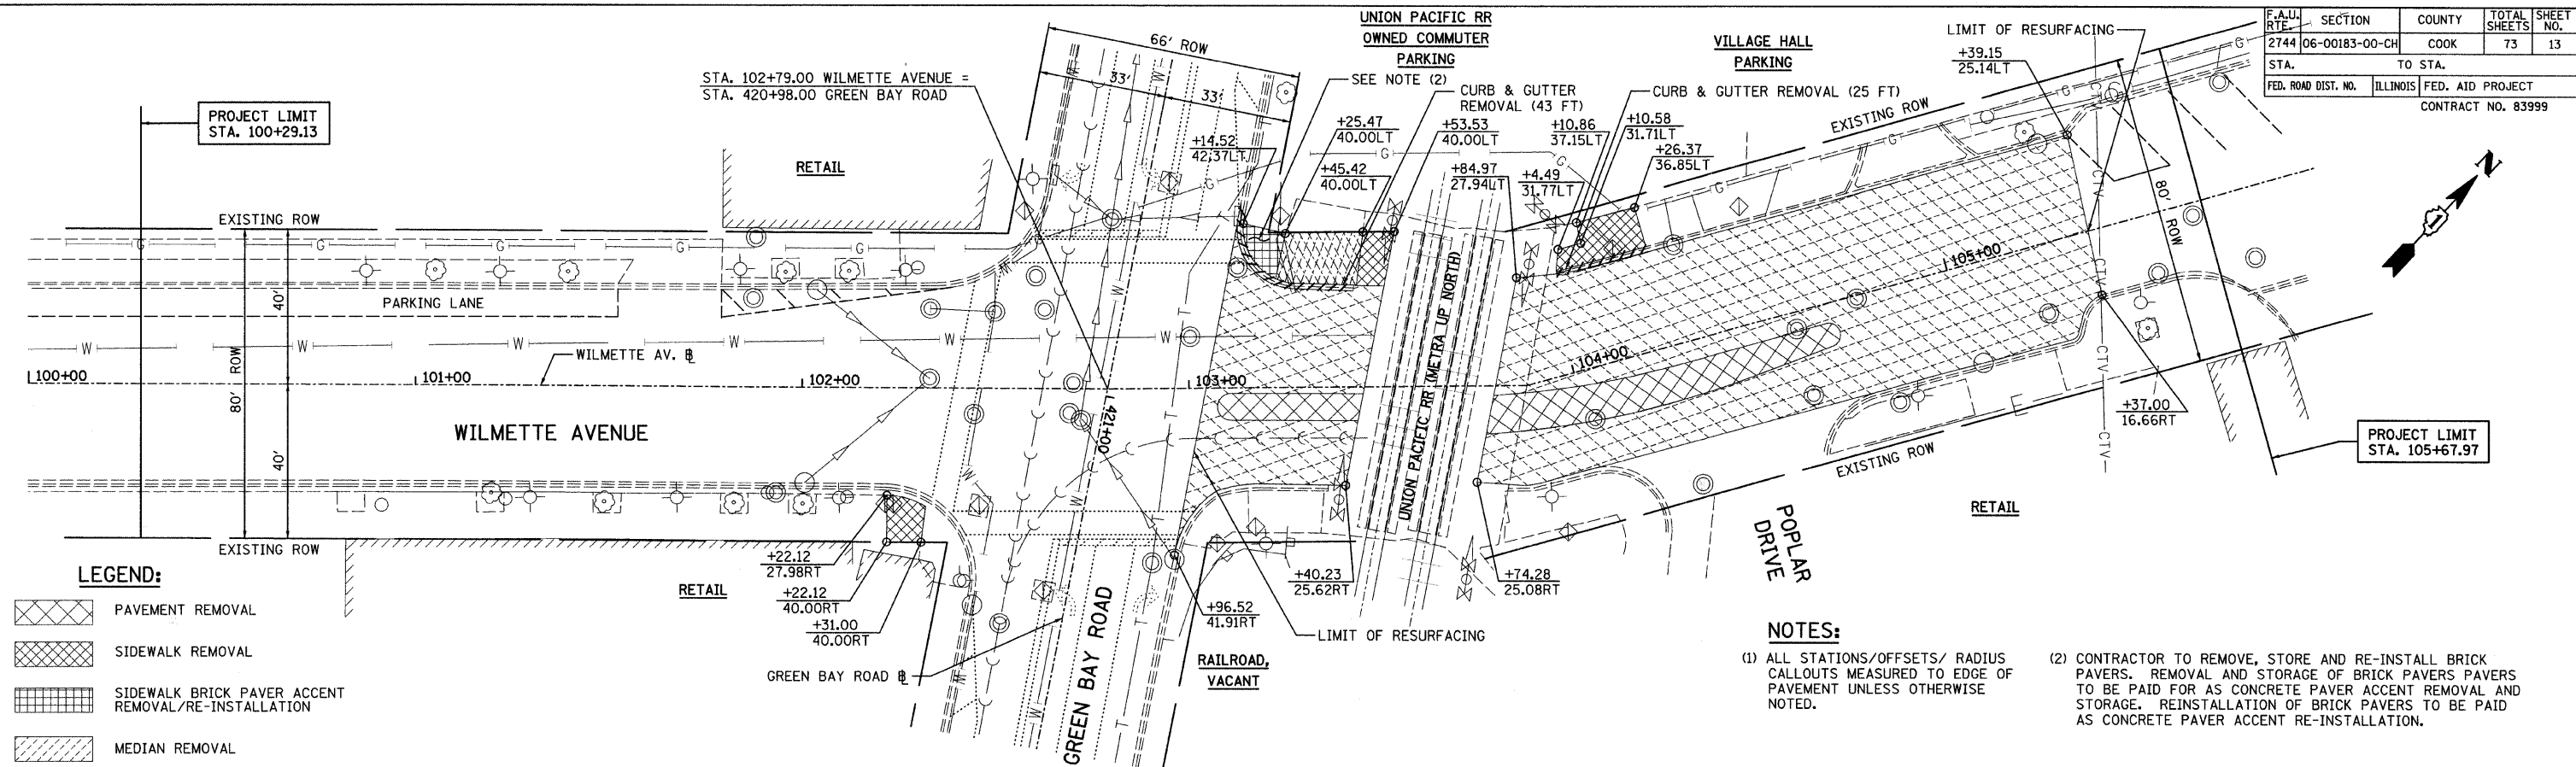 UNION PACIFIC RR
OWNED COMMUTER
PARKING
VILLAGE HALL
PARKING
LIMIT OF RESURFACING
F.A.U. RTE.
SECTION
COUNTY
TOTAL SHEETS
SHEET NO.
2744
06-00183-00-CH
COOK
73
13
STA.
TO STA.
FED. ROAD DIST. NO.
ILLINOIS
FED. AID PROJECT
CONTRACT NO. 83999
66' ROW
33'
33'
STA. 102+79.00 WILMETTE AVENUE =
STA. 420+98.00 GREEN BAY ROAD
SEE NOTE (2)
CURB & GUTTER
REMOVAL (43 FT)
CURB & GUTTER REMOVAL (25 FT)
+39.15
25.14LT
PROJECT LIMIT
STA. 100+29.13
RETAIL
+14.52
42.37LT
+25.47
40.00LT
+45.42
40.00LT
+53.53
40.00LT
+84.97
27.94LT
+10.86
37.15LT
+4.49
31.77LT
+10.58
31.71LT
+26.37
36.85LT
EXISTING ROW
N
1
80' ROW
EXISTING ROW
G
G
G
G
G
40'
PARKING LANE
80' ROW
W
W
W
W
W
W
WILMETTE AV. BL
100+00
101+00
102+00
103+00
104+00
105+00
421+00
UNION PACIFIC RR (METRA UP NORTH)
CTV
CTV
CTV
+37.00
16.66RT
PROJECT LIMIT
STA. 105+67.97
WILMETTE AVENUE
40'
EXISTING ROW
EXISTING ROW
RETAIL
POPLAR
DRIVE
+22.12
27.98RT
+22.12
40.00RT
+31.00
40.00RT
RETAIL
GREEN BAY ROAD BL
GREEN BAY ROAD
+96.52
41.91RT
+40.23
25.62RT
+74.28
25.08RT
LIMIT OF RESURFACING
RAILROAD,
VACANT
LEGEND:
PAVEMENT REMOVAL
SIDEWALK REMOVAL
SIDEWALK BRICK PAVER ACCENT
REMOVAL/RE-INSTALLATION
MEDIAN REMOVAL
NOTES:
(1) ALL STATIONS/OFFSETS/ RADIUS
CALLOUTS MEASURED TO EDGE OF
PAVEMENT UNLESS OTHERWISE
NOTED.
(2) CONTRACTOR TO REMOVE, STORE AND RE-INSTALL BRICK
PAVERS. REMOVAL AND STORAGE OF BRICK PAVERS PAVERS
TO BE PAID FOR AS CONCRETE PAVER ACCENT REMOVAL AND
STORAGE. REINSTALLATION OF BRICK PAVERS TO BE PAID
AS CONCRETE PAVER ACCENT RE-INSTALLATION.